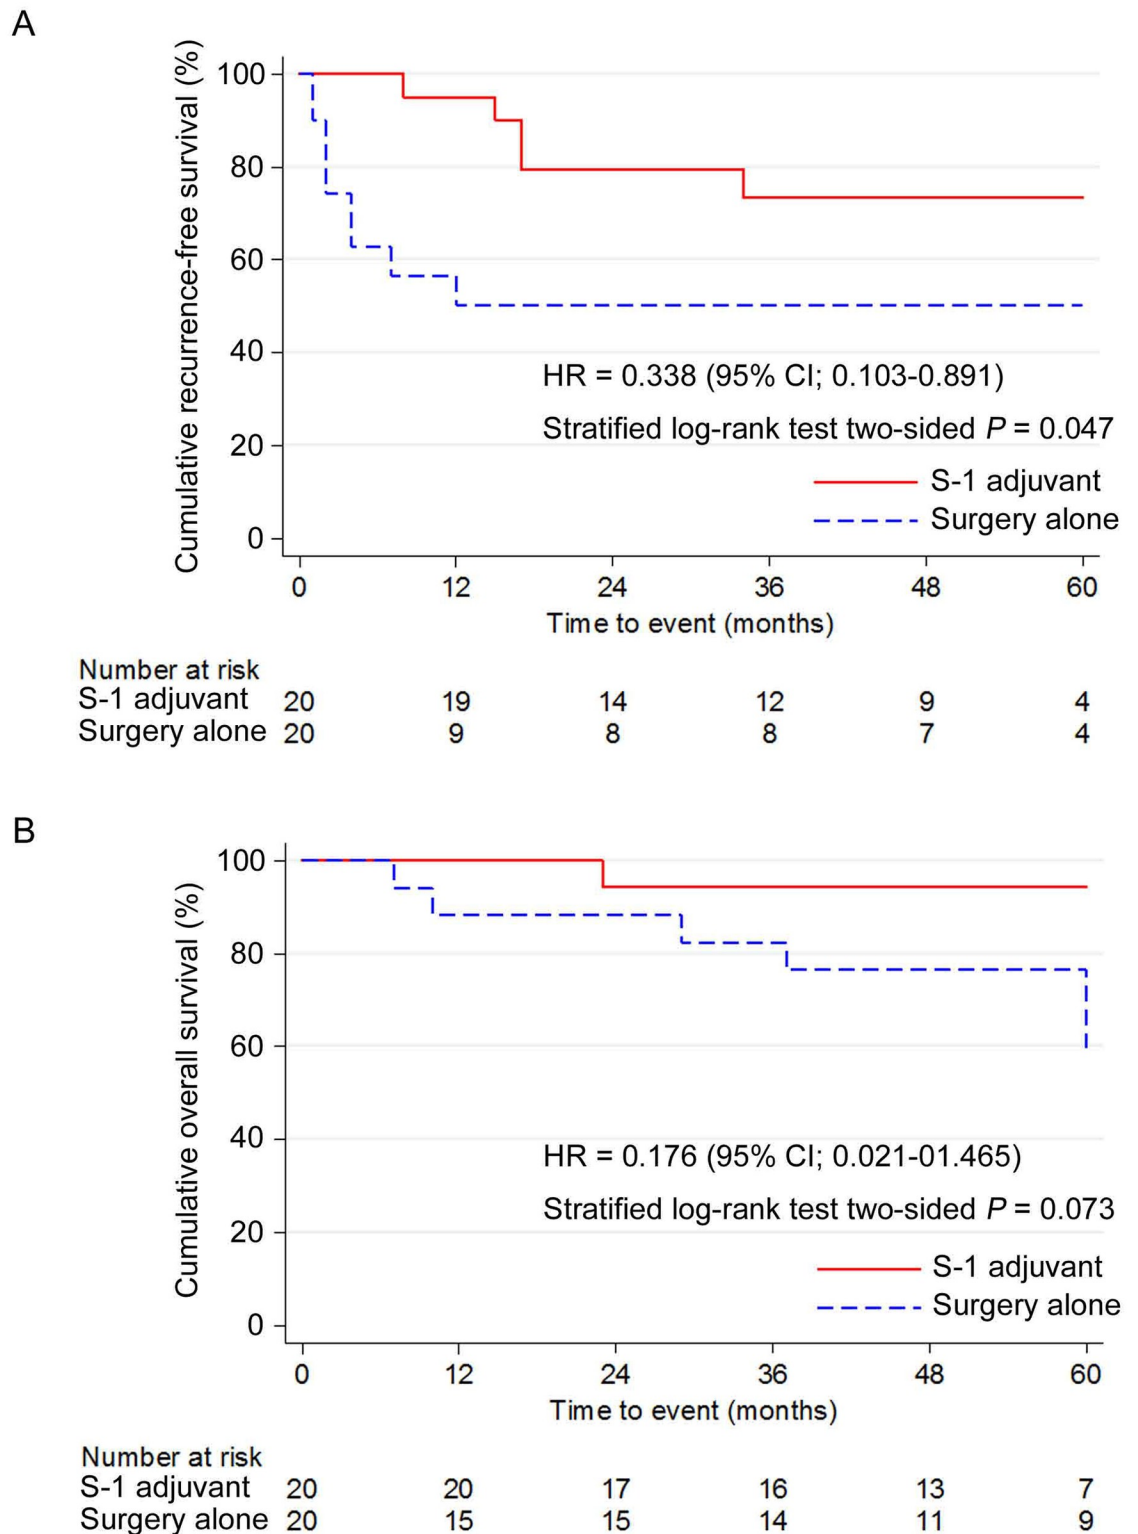 A
Cumulative recurrence-free survival (%)
100
80
60
40
20
0
HR = 0.338 (95% CI; 0.103-0.891)
Stratified log-rank test two-sided P = 0.047
S-1 adjuvant
Surgery alone
0 12 24 36 48 60
Time to event (months)
Number at risk
S-1 adjuvant 20 19 14 12 9 4
Surgery alone 20 9 8 8 7 4
B
Cumulative overall survival (%)
100
80
60
40
20
0
HR = 0.176 (95% CI; 0.021-01.465)
Stratified log-rank test two-sided P = 0.073
S-1 adjuvant
Surgery alone
0 12 24 36 48 60
Time to event (months)
Number at risk
S-1 adjuvant 20 20 17 16 13 7
Surgery alone 20 15 15 14 11 9